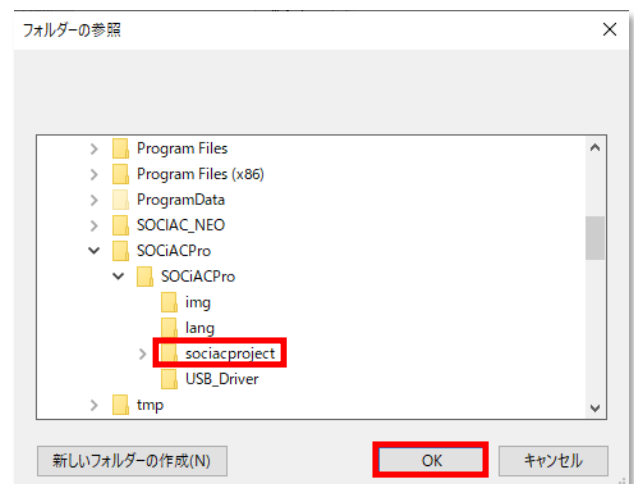 フォルダーの参照
Program Files
Program Files (x86)
ProgramData
SOCIAC_NEO
SOCiACPro
SOCiACPro
img
lang
sociacproject
USB_Driver
tmp
新しいフォルダーの作成(N)
OK
キャンセル